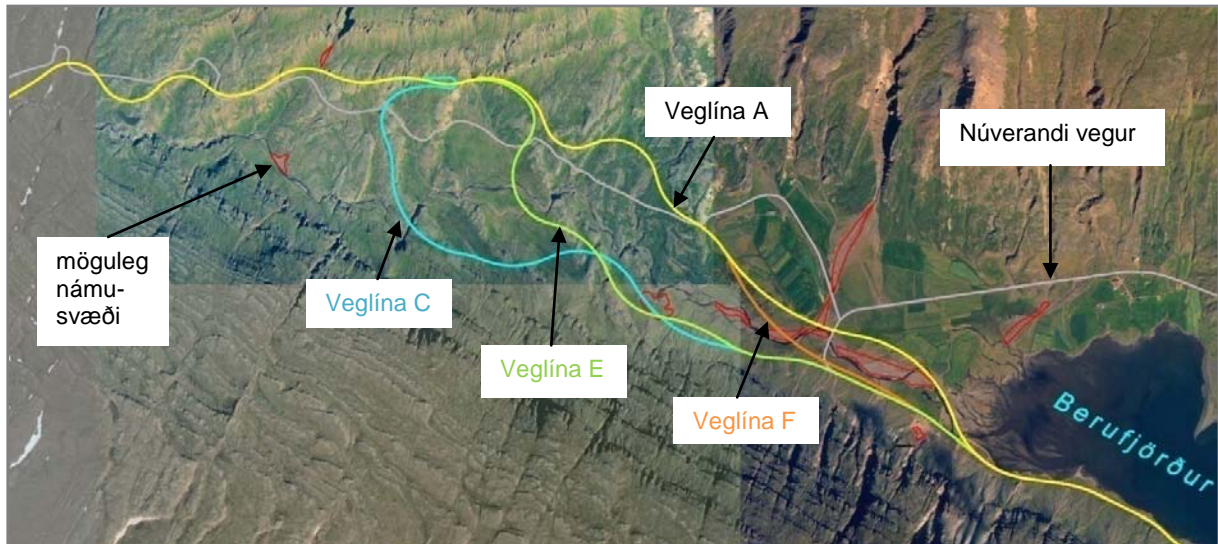 Veglína A
Núverandi vegur
möguleg
námu-
svæði
Veglína C
Veglína E
Veglína F
Berufjörður